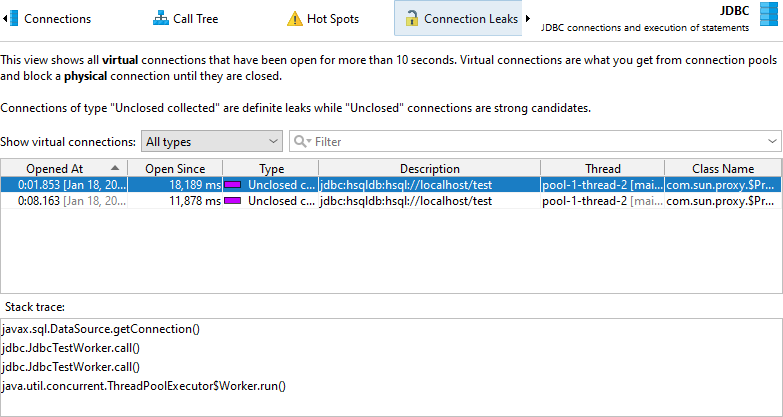 Connections
Call Tree
Hot Spots
Connection Leaks
JDBC
JDBC connections and execution of statements
This view shows all virtual connections that have been open for more than 10 seconds. Virtual connections are what you get from connection pools
and block a physical connection until they are closed.
Connections of type "Unclosed collected" are definite leaks while "Unclosed" connections are strong candidates.
Show virtual connections: All types Filter
Opened At Open Since Type Description Thread Class Name
0:01.853 [Jan 18, 20... 18,189 ms Unclosed c... jdbc:hsqldb:hsql://localhost/test pool-1-thread-2 [mai... com.sun.proxy.$Pr...
0:08.163 [Jan 18, 20... 11,878 ms Unclosed c... jdbc:hsqldb:hsql://localhost/test pool-1-thread-2 [mai... com.sun.proxy.$Pr...
Stack trace:
javax.sql.DataSource.getConnection()
jdbc.JdbcTestWorker.call()
jdbc.JdbcTestWorker.call()
java.util.concurrent.ThreadPoolExecutor$Worker.run()